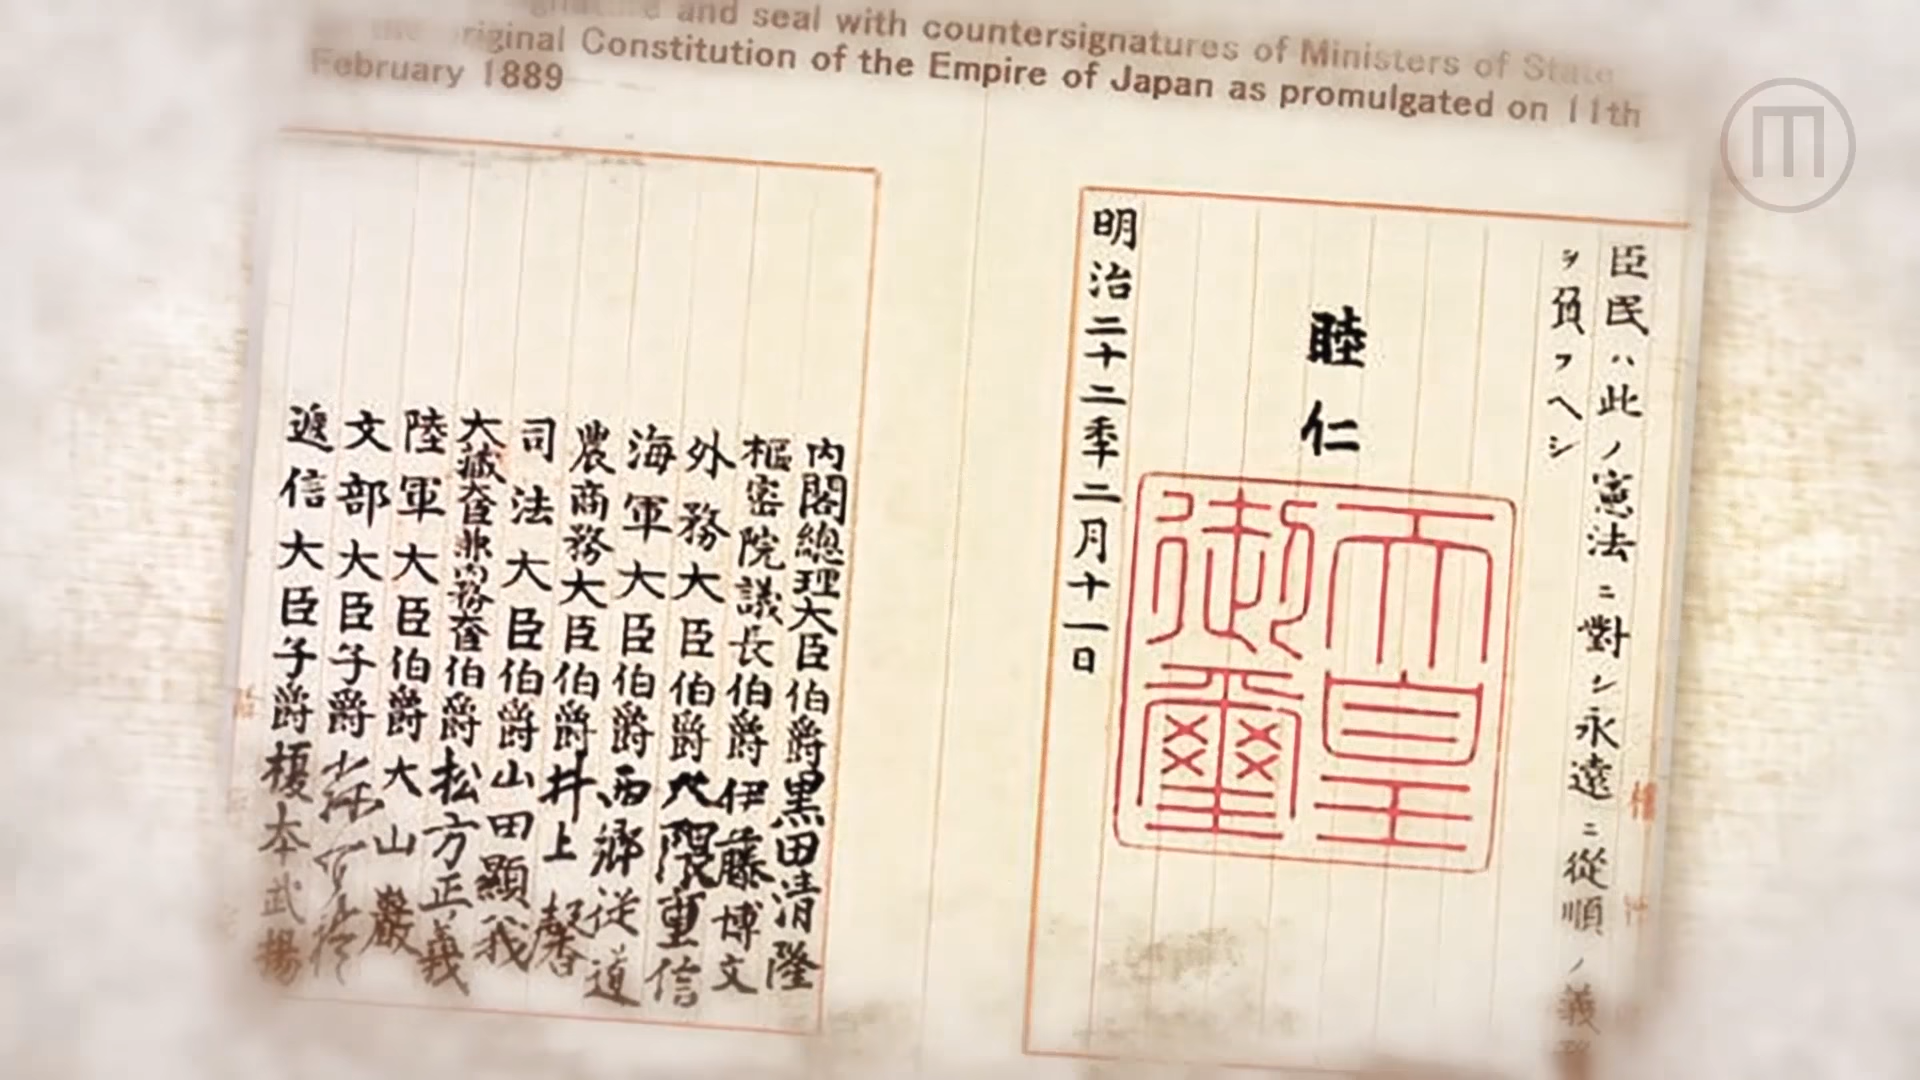 and seal with countersignatures of Ministers of State
original Constitution of the Empire of Japan as promulgated on 11th
February 1889
臣民ハ此ノ憲法ニ對シ永遠ニ從順ノ義
ヲ負フヘシ
睦仁
天皇御璽
明治二十二年二月十一日
內閣總理大臣伯爵黒田清隆
樞密院議長伯爵伊藤博文
外務大臣伯爵大隈重信
海軍大臣伯爵西郷従道
農商務大臣伯爵井上馨
司法大臣伯爵山田顯義
大藏大臣兼內務大臣伯爵松方正義
陸軍大臣伯爵大山巖
文部大臣子爵
遞信大臣子爵榎本武揚